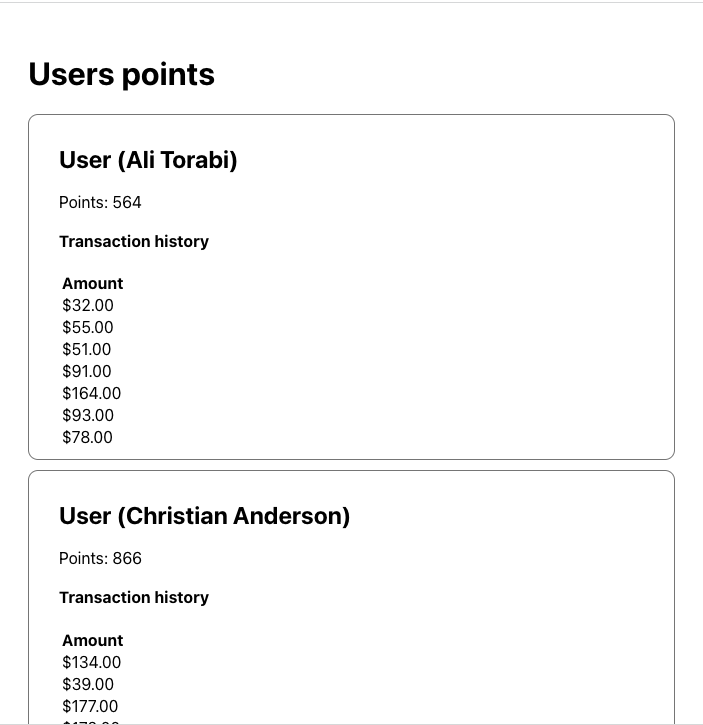 Users points
User (Ali Torabi)
Points: 564
Transaction history
Amount
$32.00
$55.00
$51.00
$91.00
$164.00
$93.00
$78.00
User (Christian Anderson)
Points: 866
Transaction history
Amount
$134.00
$39.00
$177.00